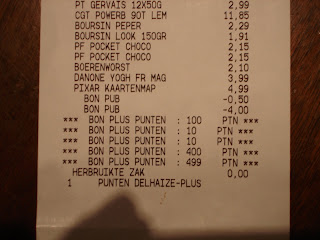 PT GERVAIS 12X50G 2,99
CGT POWERB 90T LEM 11,85
BOURSIN PEPER 2,29
BOURSIN LOOK 150GR 1,91
PF POCKET CHOCO 2,15
PF POCKET CHOCO 2,15
BOERENWORST 2,10
DANONE YOGH FR MAG 3,99
PIXAR KAARTENMAP 4,99
BON PUB -0,50
BON PUB -4,00
*** BON PLUS PUNTEN : 100 PTN ***
*** BON PLUS PUNTEN : 10 PTN ***
*** BON PLUS PUNTEN : 10 PTN ***
*** BON PLUS PUNTEN : 400 PTN ***
*** BON PLUS PUNTEN : 499 PTN ***
HERBRUIKTE ZAK 0,00
1 PUNTEN DELHAIZE-PLUS